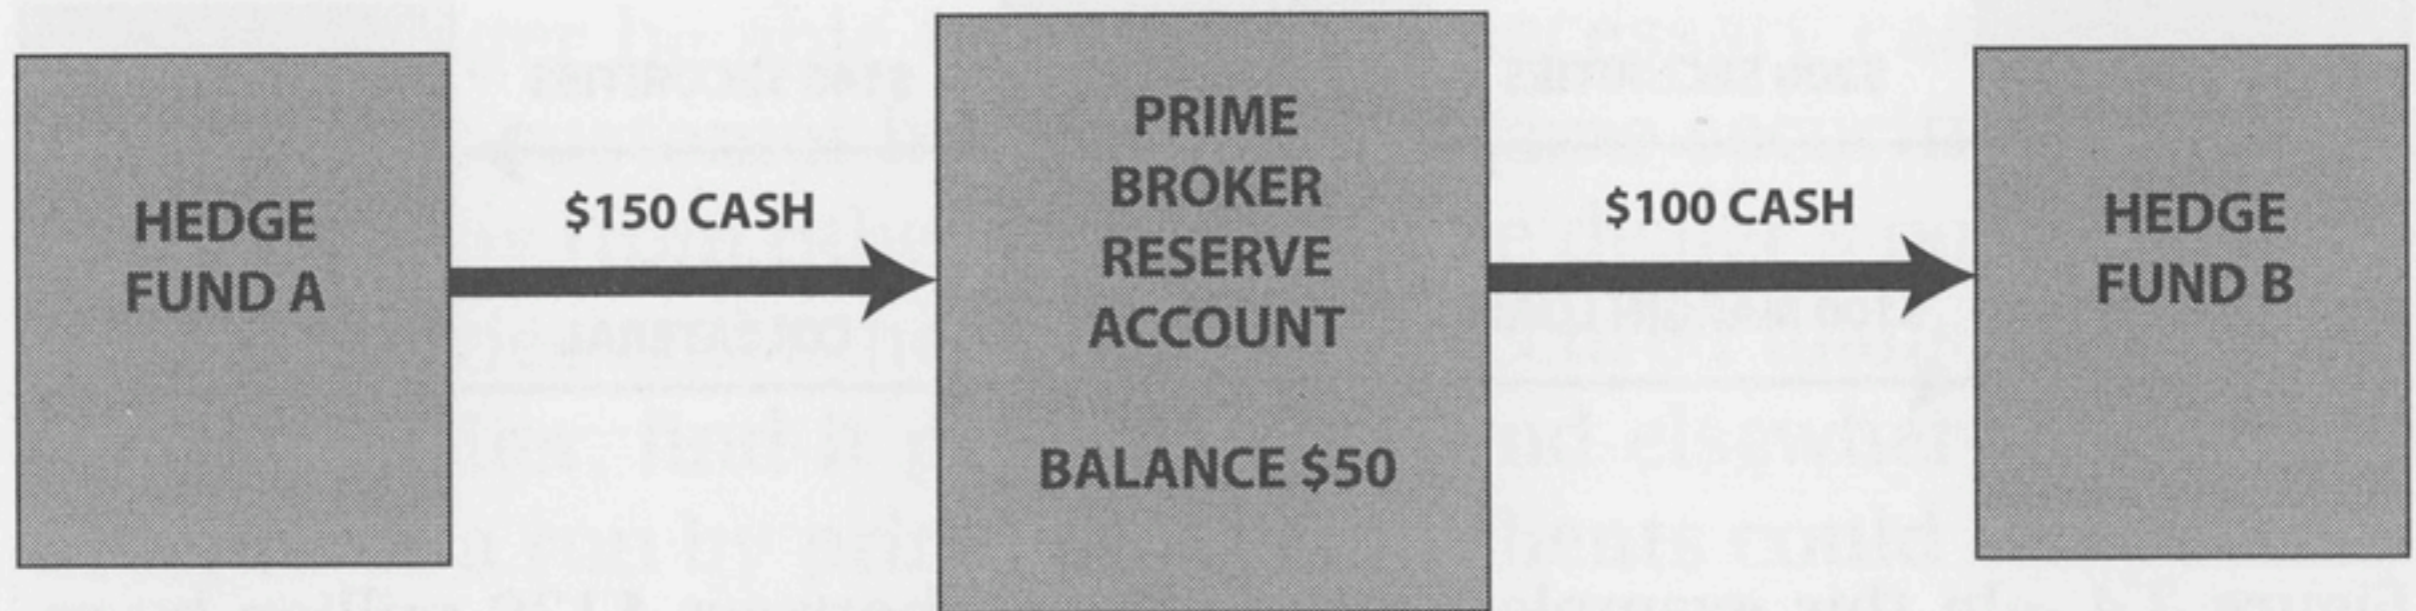 HEDGE
FUND A
$150 CASH
PRIME
BROKER
RESERVE
ACCOUNT
BALANCE $50
$100 CASH
HEDGE
FUND B